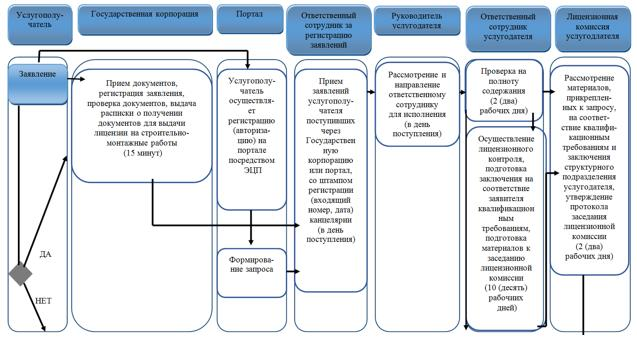 Услугополу-
чатель
Государственная корпорация
Портал
Ответственный
сотрудник за
регистрацию
заявлений
Руководитель
услугодателя
Ответственный
сотрудник
услугодателя
Лицензионная
комиссия
услугодателя
Заявление
ДА
НЕТ
Прием документов,
регистрация заявления,
проверка документов, выдача
расписки о получении
документов для выдачи
лицензии на строительно-
монтажные работы
(15 минут)
Услугополу-
чатель
осуществля-
ет
регистрацию
(авториза-
цию) на
портале
посредством
ЭЦП
Формирова-
ние запроса
Прием
заявлений
услугополу-
чателя
поступивших
через
Государствен
ную
корпорацию
или портал,
со штампом
регистрации
(входящий
номер, дата)
канцелярии
(в день
поступления)
Рассмотрение и
направление
ответственному
сотруднику
для исполнения
(в день
поступления)
Проверка на
полноту
содержания
(2 (два)
рабочих дня)
Осуществление
лицензионного
контроля,
подготовка
заключения на
соответствие
заявителя
квалификацион
ным
требованиям,
подготовка
материалов к
заседанию
лицензионной
комиссии
(10 (десять)
рабочиих
дней)
Рассмотрение
материалов,
прикреплен-
ных к
запросу, на
соответ-
ствие квалифи-
кационным
требованиям и
заключения
структурного
подразделения
услугодателя,
утверждение
протокола
заседания
лицензионной
комиссии
(2 (два)
рабочих дня)